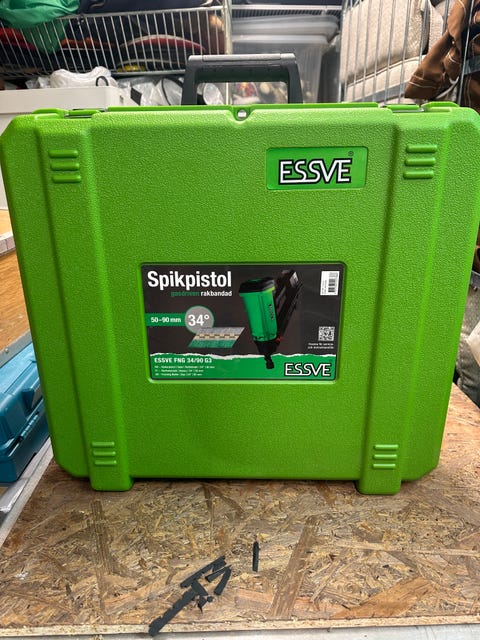 ESSVE
Spikpistol
gasdriven rakbandad
50–90 mm
34°
ESSVE FNG 34/90 G3
ESSVE